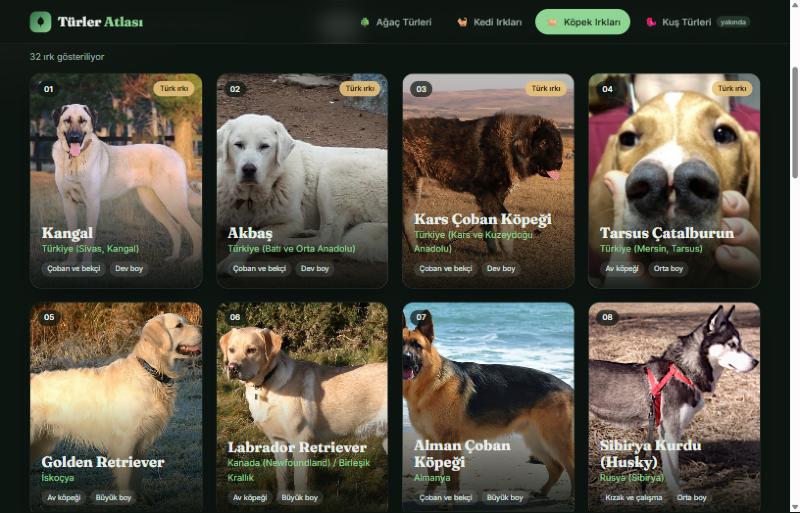 Türler Atlası
Ağaç Türleri
Kedi Irkları
Köpek Irkları
Kuş Türleri
yakında
32 ırk gösteriliyor
01
Türk ırkı
Kangal
Türkiye (Sivas, Kangal)
Çoban ve bekçi
Dev boy
02
Türk ırkı
Akbaş
Türkiye (Batı ve Orta Anadolu)
Çoban ve bekçi
Dev boy
03
Türk ırkı
Kars Çoban Köpeği
Türkiye (Kars ve Kuzeydoğu
Anadolu)
Çoban ve bekçi
Dev boy
04
Türk ırkı
Tarsus Çatalburun
Türkiye (Mersin, Tarsus)
Av köpeği
Orta boy
05
Golden Retriever
İskoçya
Av köpeği
Büyük boy
06
Labrador Retriever
Kanada (Newfoundland) / Birleşik
Krallık
Av köpeği
Büyük boy
07
Alman Çoban
Köpeği
Almanya
Çoban ve bekçi
Büyük boy
08
Sibirya Kurdu
(Husky)
Rusya (Sibirya)
Kızak ve çalışma
Orta boy